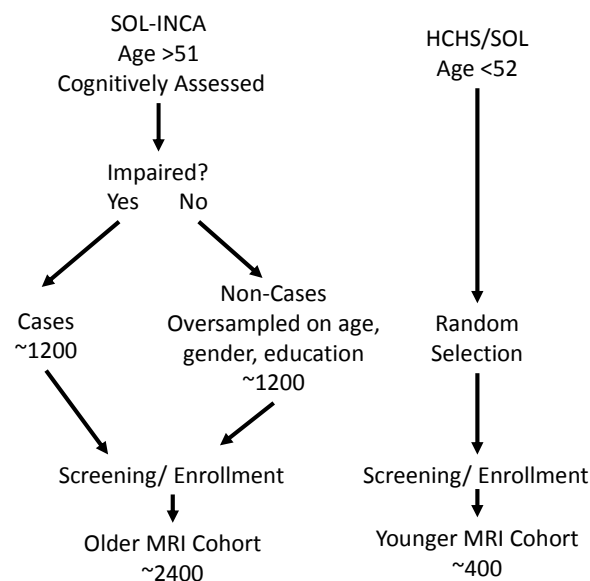 SOL-INCA
Age >51
Cognitively Assessed
Impaired?
Yes No
Cases
~1200
Non-Cases
Oversampled on age,
gender, education
~1200
Screening/ Enrollment
Older MRI Cohort
~2400
HCHS/SOL
Age <52
Random
Selection
Screening/ Enrollment
Younger MRI Cohort
~400